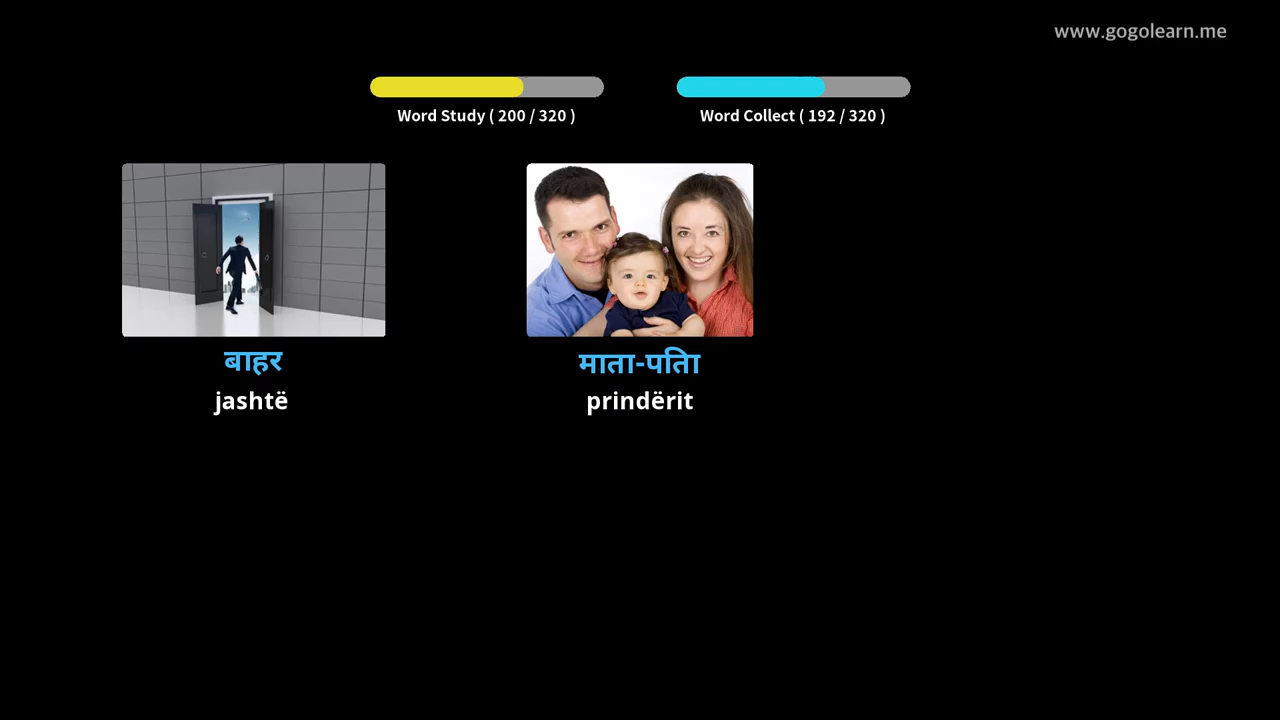 www.gogolearn.me
Word Study ( 200 / 320 )
Word Collect ( 192 / 320 )
बाहर
माता-पिता
jashtë
prindërit